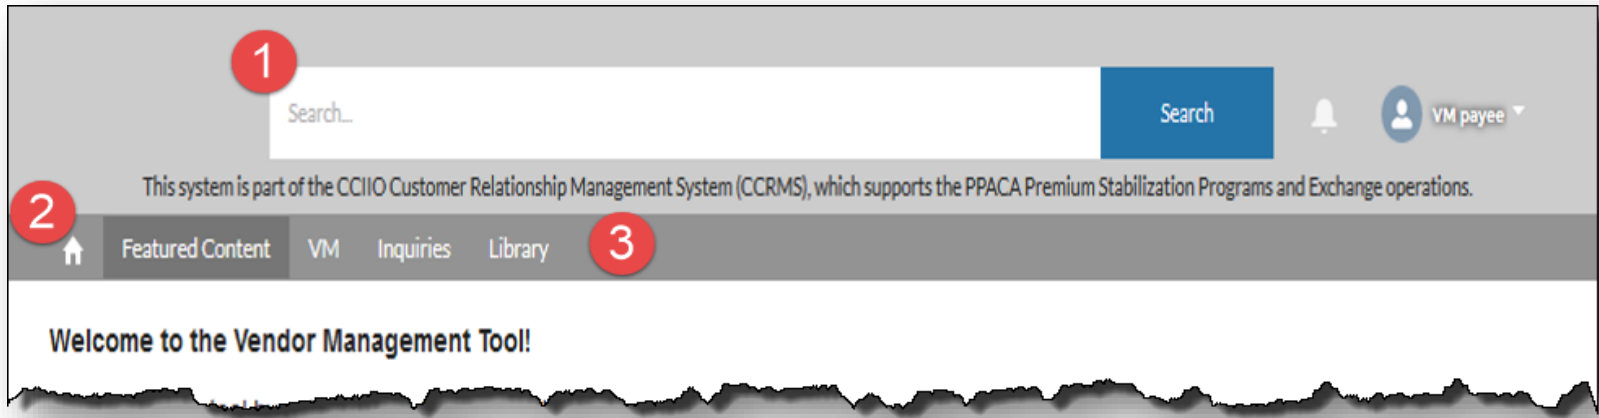 1
Search...
Search
VM payee
This system is part of the CCIIO Customer Relationship Management System (CCRMS), which supports the PPACA Premium Stabilization Programs and Exchange operations.
2
Featured Content
VM
Inquiries
Library
3
Welcome to the Vendor Management Tool!